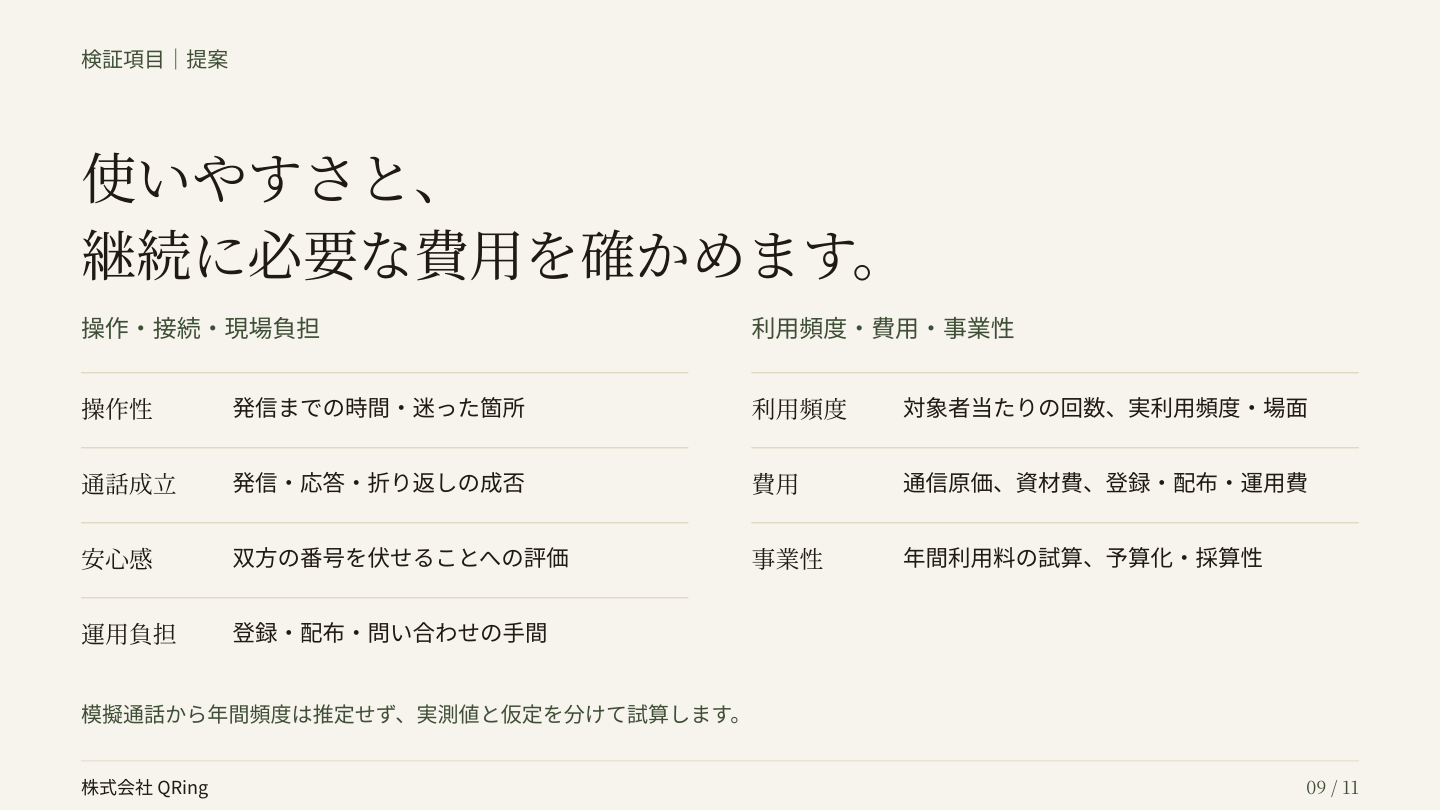 検証項目｜提案
使いやすさと、
継続に必要な費用を確かめます。
操作・接続・現場負担
操作性 発信までの時間・迷った箇所
通話成立 発信・応答・折り返しの成否
安心感 双方の番号を伏せることへの評価
運用負担 登録・配布・問い合わせの手間
利用頻度・費用・事業性
利用頻度 対象者当たりの回数、実利用頻度・場面
費用 通信原価、資材費、登録・配布・運用費
事業性 年間利用料の試算、予算化・採算性
模擬通話から年間頻度は推定せず、実測値と仮定を分けて試算します。
株式会社 QRing
09 / 11